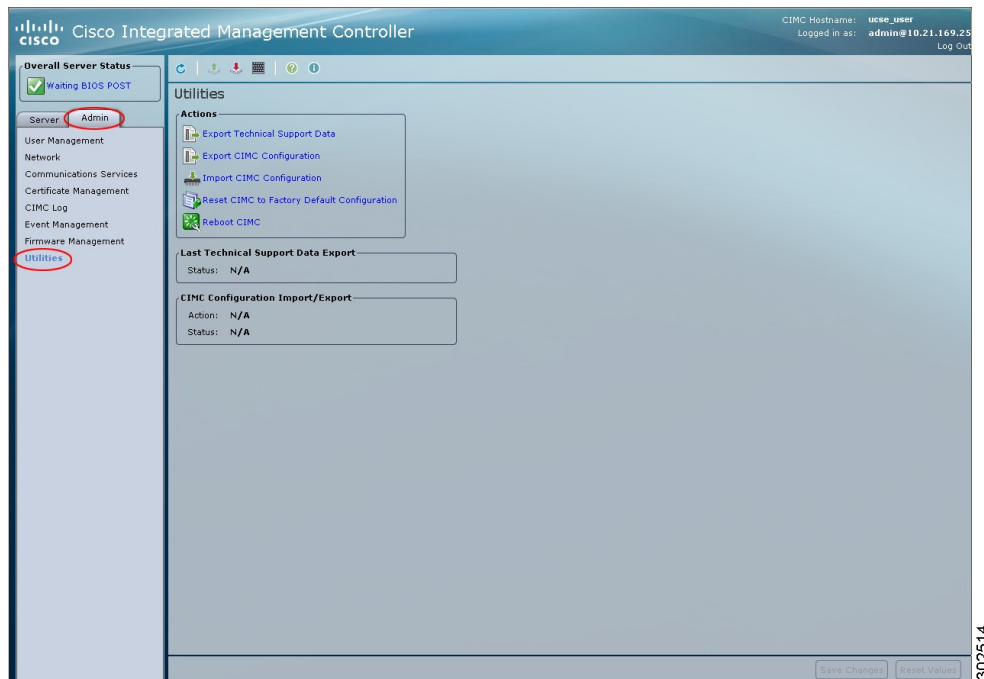 CISCO Cisco Integrated Management Controller
CIMC Hostname: ucse_user
Logged in as: admin@10.21.169.25
Log Out
Overall Server Status
Waiting BIOS POST
Server Admin
User Management
Network
Communications Services
Certificate Management
CIMC Log
Event Management
Firmware Management
Utilities
Utilities
Actions
Export Technical Support Data
Export CIMC Configuration
Import CIMC Configuration
Reset CIMC to Factory Default Configuration
Reboot CIMC
Last Technical Support Data Export
Status: N/A
CIMC Configuration Import/Export
Action: N/A
Status: N/A
Save Changes Reset Values
302514